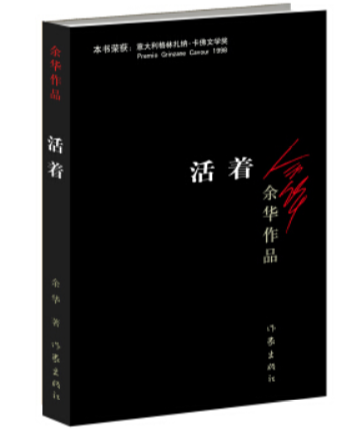 本书荣获：意大利格林扎纳·卡佛文学奖
Premio Grinzane Cavour 1998
活着
余华
余华作品
作家出版社
余华作品
活着
余华 著
作家出版社